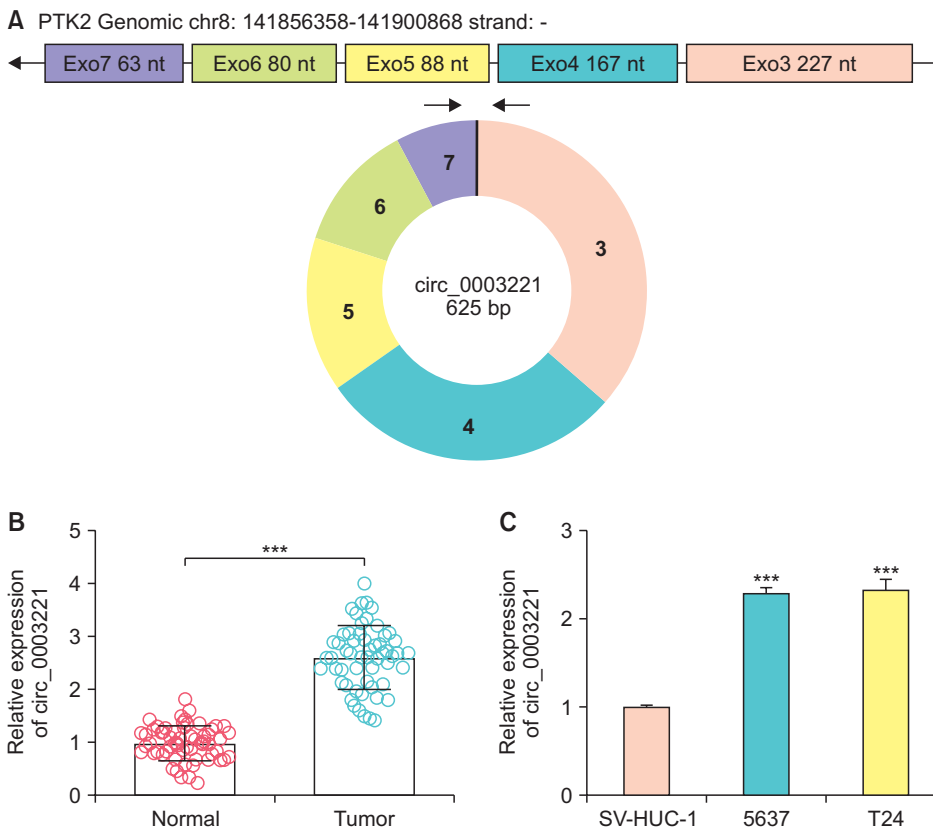 A PTK2 Genomic chr8: 141856358-141900868 strand: -
Exo7 63 nt Exo6 80 nt Exo5 88 nt Exo4 167 nt Exo3 227 nt
7
3
6
5
4
circ_0003221
625 bp
B
Relative expression
of circ_0003221
5
4
3
2
1
0
***
Normal Tumor
C
Relative expression
of circ_0003221
3
2
1
0
*** ***
SV-HUC-1 5637 T24